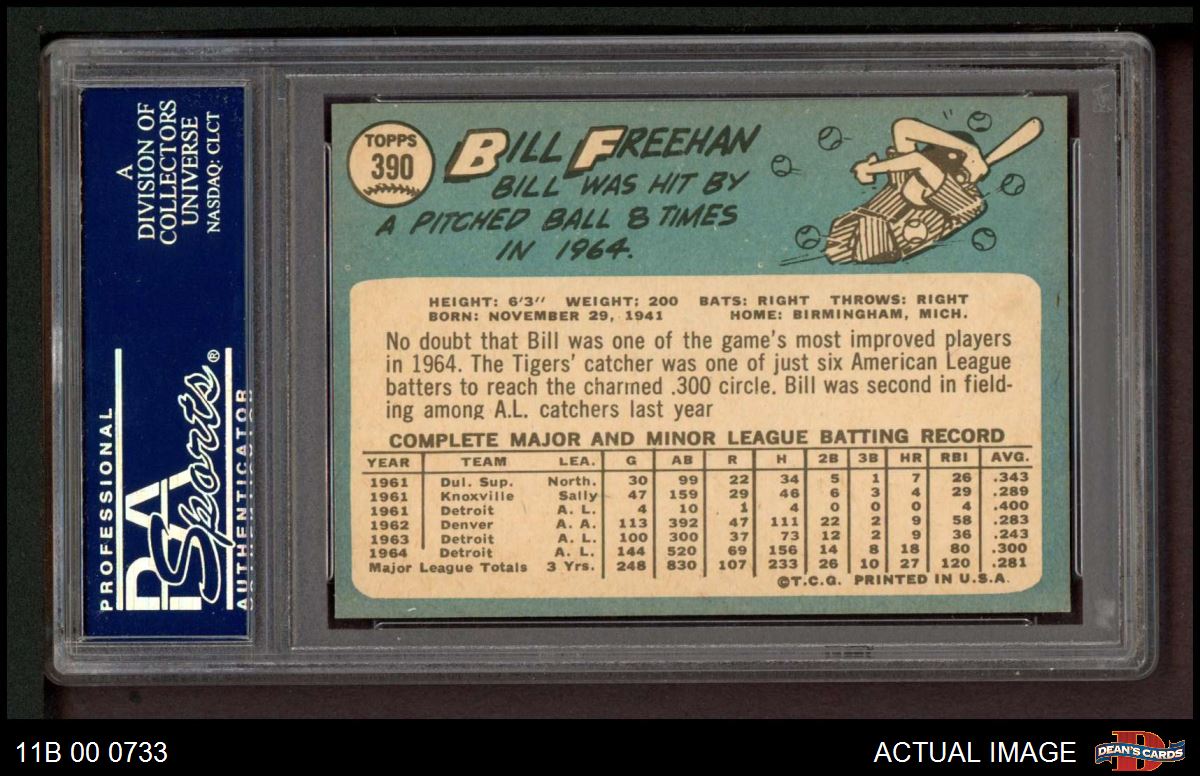 A
DIVISION OF
COLLECTORS
UNIVERSE
NASDAQ: CLCT
PROFESSIONAL
PSA
Sports®
AUTHENTICATOR
TOPPS
390
BILL FREEHAN
BILL WAS HIT BY
A PITCHED BALL 8 TIMES
IN 1964.
HEIGHT: 6'3" WEIGHT: 200 BATS: RIGHT THROWS: RIGHT
BORN: NOVEMBER 29, 1941 HOME: BIRMINGHAM, MICH.
No doubt that Bill was one of the game's most improved players
in 1964. The Tigers' catcher was one of just six American League
batters to reach the charmed .300 circle. Bill was second in field-
ing among A.L. catchers last year
COMPLETE MAJOR AND MINOR LEAGUE BATTING RECORD
YEAR TEAM LEA. G AB R H 2B 3B HR RBI AVG.
1961 Dul. Sup. North. 30 99 22 34 5 1 7 26 .343
1961 Knoxville Sally 47 159 29 46 6 3 4 29 .289
1961 Detroit A. L. 4 10 1 4 0 0 0 4 .400
1962 Denver A. A. 113 392 47 111 22 2 9 58 .283
1963 Detroit A. L. 100 300 37 73 12 2 9 36 .243
1964 Detroit A. L. 144 520 69 156 14 8 18 80 .300
Major League Totals 3 Yrs. 248 830 107 233 26 10 27 120 .281
©T.C.G. PRINTED IN U.S.A.
11B 00 0733
ACTUAL IMAGE
DEAN'S CARDS